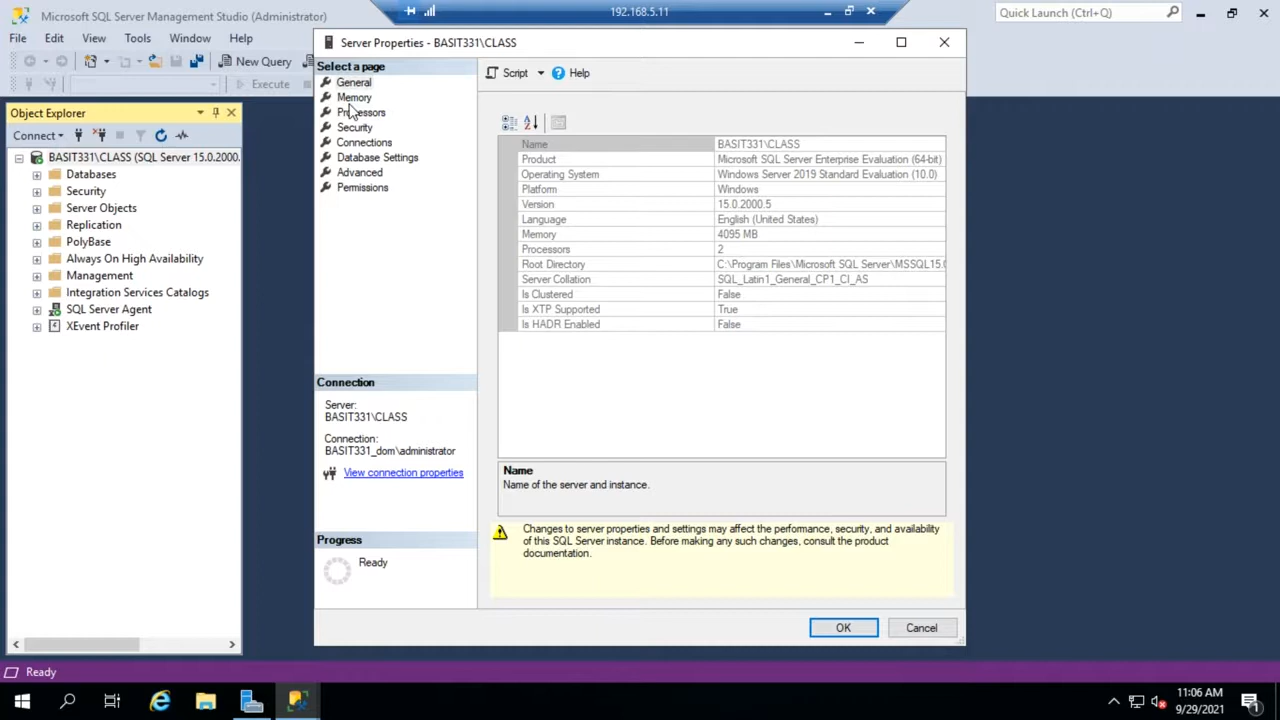 Microsoft SQL Server Management Studio (Administrator)
192.168.5.11
Quick Launch (Ctrl+Q)
File Edit View Tools Window Help
New Query
Execute
Object Explorer
Connect
BASIT331\CLASS (SQL Server 15.0.2000.
Databases
Security
Server Objects
Replication
PolyBase
Always On High Availability
Management
Integration Services Catalogs
SQL Server Agent
XEvent Profiler
Server Properties - BASIT331\CLASS
Select a page
General
Memory
Processors
Security
Connections
Database Settings
Advanced
Permissions
Connection
Server:
BASIT331\CLASS
Connection:
BASIT331_dom\administrator
View connection properties
Progress
Ready
Script Help
Name BASIT331\CLASS
Product Microsoft SQL Server Enterprise Evaluation (64-bit)
Operating System Windows Server 2019 Standard Evaluation (10.0)
Platform Windows
Version 15.0.2000.5
Language English (United States)
Memory 4095 MB
Processors 2
Root Directory C:\Program Files\Microsoft SQL Server\MSSQL15.
Server Collation SQL_Latin1_General_CP1_CI_AS
Is Clustered False
Is XTP Supported True
Is HADR Enabled False
Name
Name of the server and instance.
Changes to server properties and settings may affect the performance, security, and availability
of this SQL Server instance. Before making any such changes, consult the product
documentation.
OK Cancel
Ready
11:06 AM
9/29/2021
1